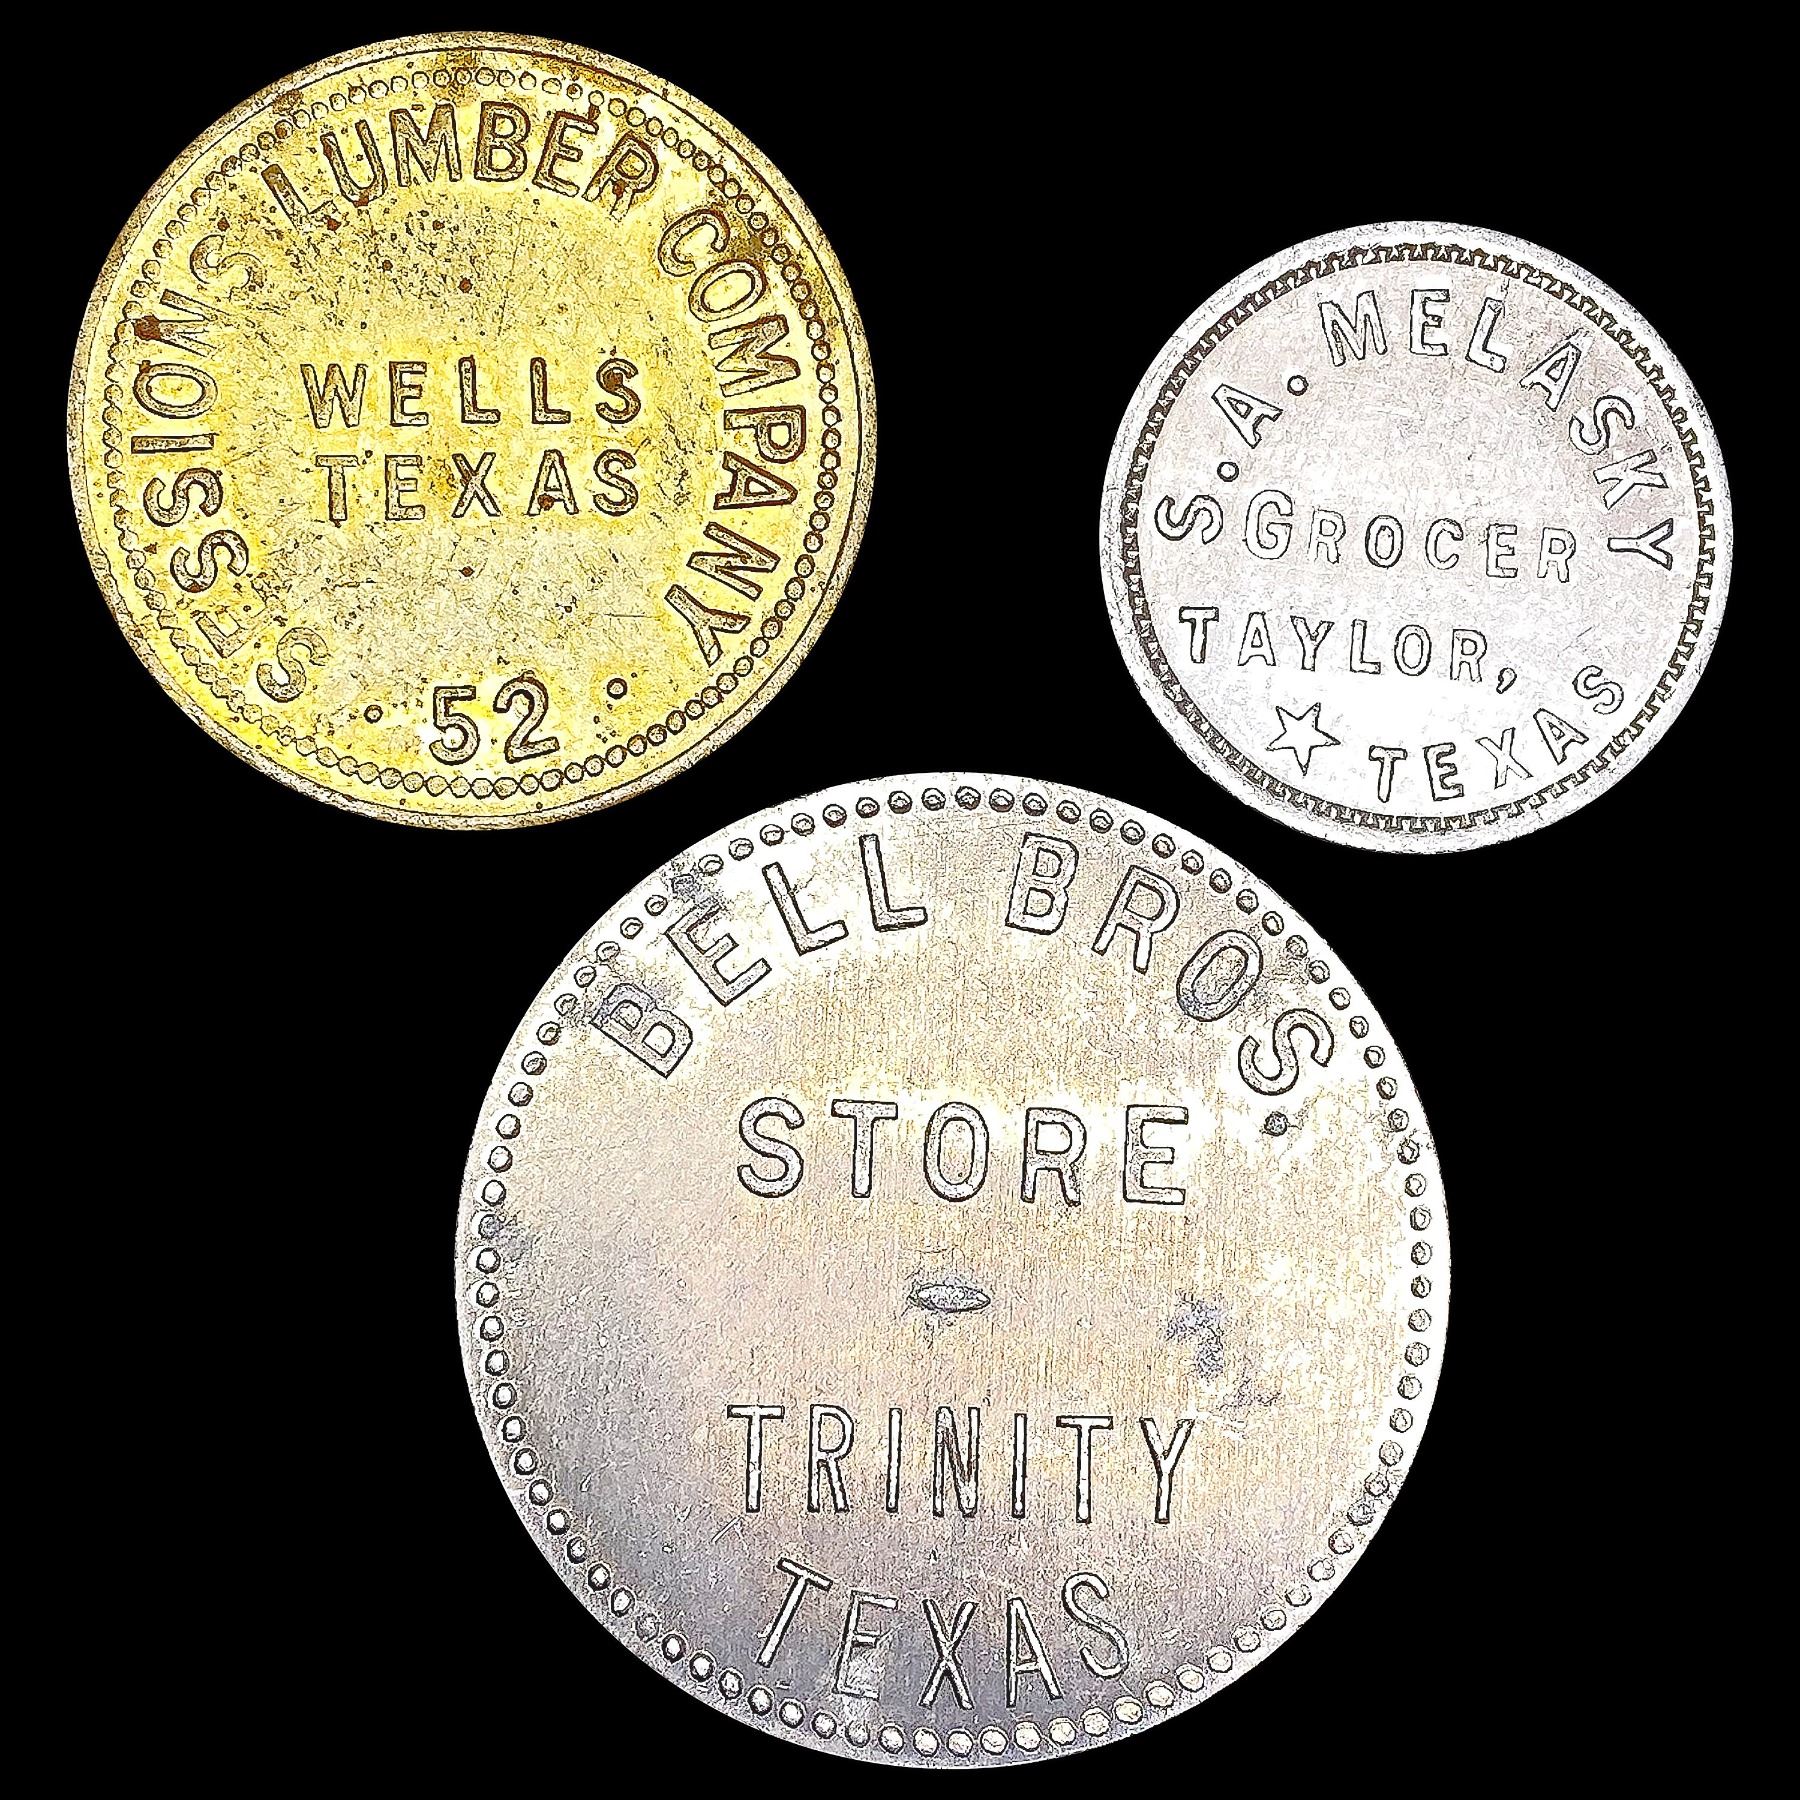 SESSIONS LUMBER COMPANY
WELLS
TEXAS
· 52 ·
S. A. MELASKY
GROCER
TAYLOR,
★ TEXAS
BELL BROS.
STORE
TRINITY
TEXAS